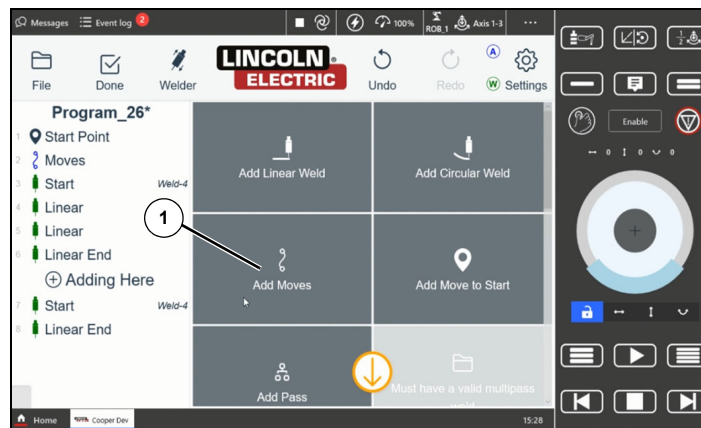 Messages
Event log 2
100%
ROB_1
Axis 1-3
...
File
Done
Welder
LINCOLN
ELECTRIC
Undo
Redo
A
W
Settings
Program_26*
1 Start Point
2 Moves
3 Start Weld-4
4 Linear
5 Linear
6 Linear End
Adding Here
7 Start Weld-4
8 Linear End
1
Add Linear Weld
Add Circular Weld
Add Moves
Add Move to Start
Add Pass
Must have a valid multipass
weld
Enable
0 0 0
Home
Cooper Dev
15:28